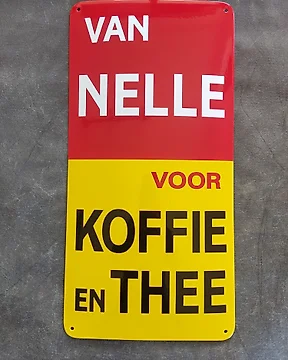 VAN
NELLE
VOOR
KOFFIE
EN THEE